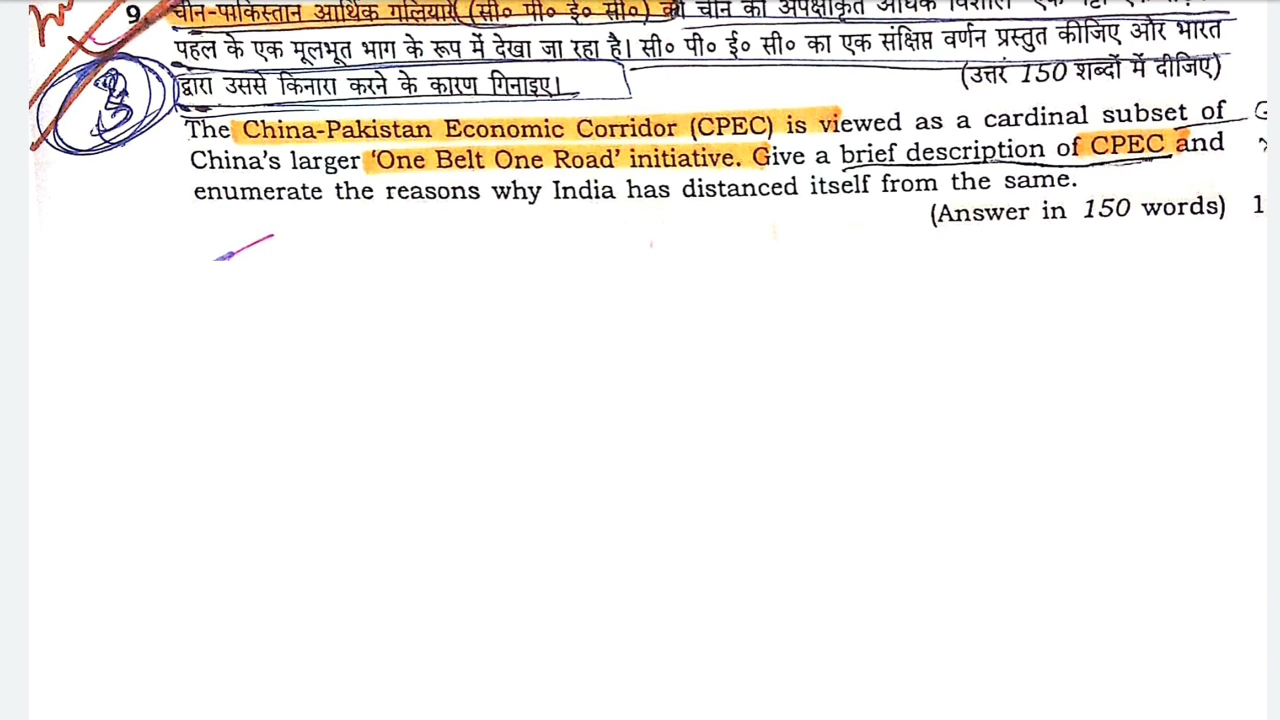 9 चीन-पाकिस्तान आर्थिक गलियारे (सी० पी० ई० सी०) को चीन की अपेक्षाकृत अधिक विशाल
पहल के एक मूलभूत भाग के रूप में देखा जा रहा है। सी० पी० ई० सी० का एक संक्षिप्त वर्णन प्रस्तुत कीजिए और भारत
द्वारा उससे किनारा करने के कारण गिनाइए।
(उत्तर 150 शब्दों में दीजिए)
The China-Pakistan Economic Corridor (CPEC) is viewed as a cardinal subset of
China's larger 'One Belt One Road' initiative. Give a brief description of CPEC and
enumerate the reasons why India has distanced itself from the same.
(Answer in 150 words) 1